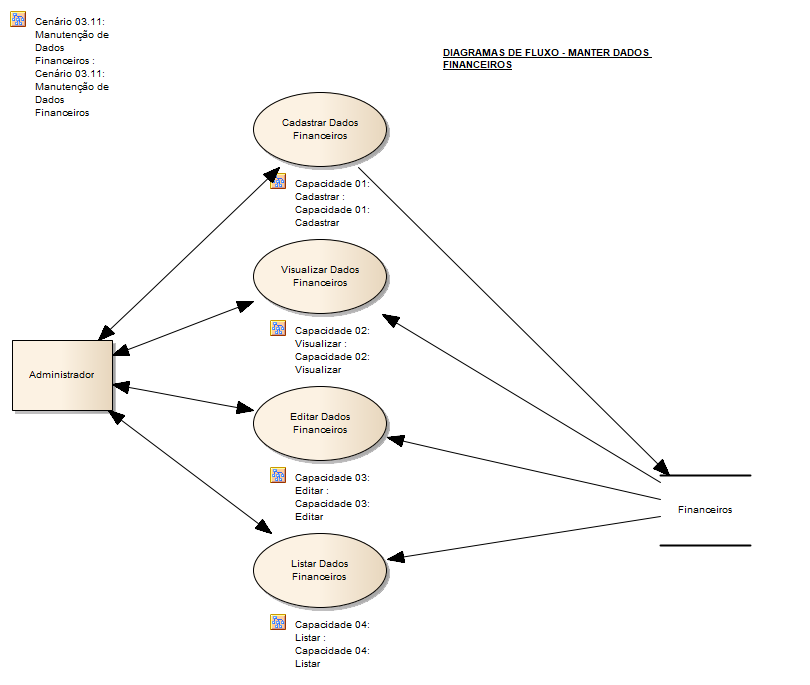 Cenário 03.11:
Manutenção de
Dados
Financeiros :
Cenário 03.11:
Manutenção de
Dados
Financeiros
DIAGRAMAS DE FLUXO - MANTER DADOS
FINANCEIROS
Cadastrar Dados
Financeiros
Capacidade 01:
Cadastrar :
Capacidade 01:
Cadastrar
Visualizar Dados
Financeiros
Capacidade 02:
Visualizar :
Capacidade 02:
Visualizar
Administrador
Editar Dados
Financeiros
Capacidade 03:
Editar :
Capacidade 03:
Editar
Financeiros
Listar Dados
Financeiros
Capacidade 04:
Listar :
Capacidade 04:
Listar